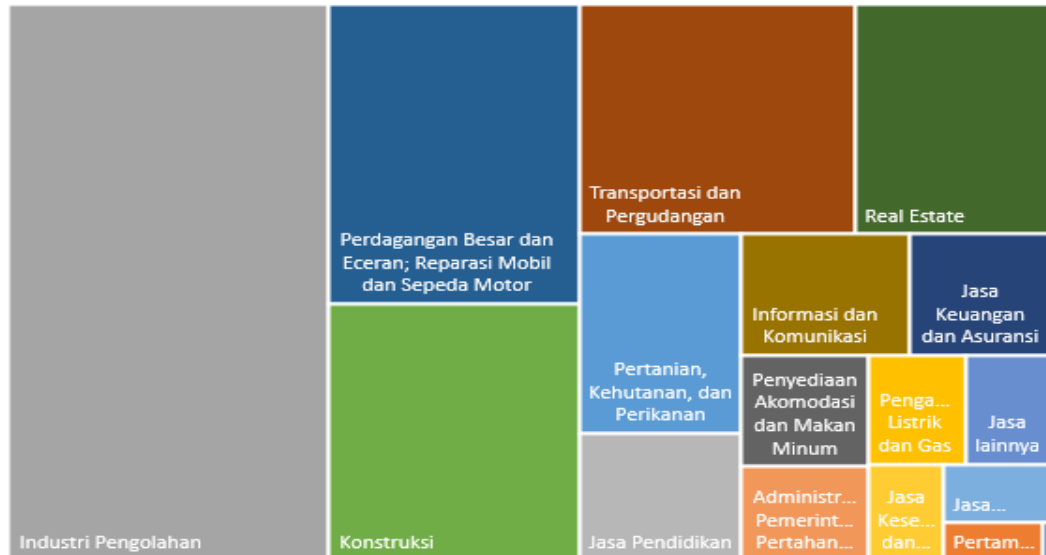 Industri Pengolahan
Perdagangan Besar dan
Eceran; Reparasi Mobil
dan Sepeda Motor
Konstruksi
Transportasi dan
Pergudangan
Real Estate
Pertanian,
Kehutanan, dan
Perikanan
Jasa Pendidikan
Informasi dan
Komunikasi
Jasa
Keuangan
dan Asuransi
Penyediaan
Akomodasi
dan Makan
Minum
Penga...
Listrik
dan Gas
Jasa
lainnya
Administr...
Pemerint...
Pertahan...
Jasa
Kese...
dan...
Jasa...
Pertam...